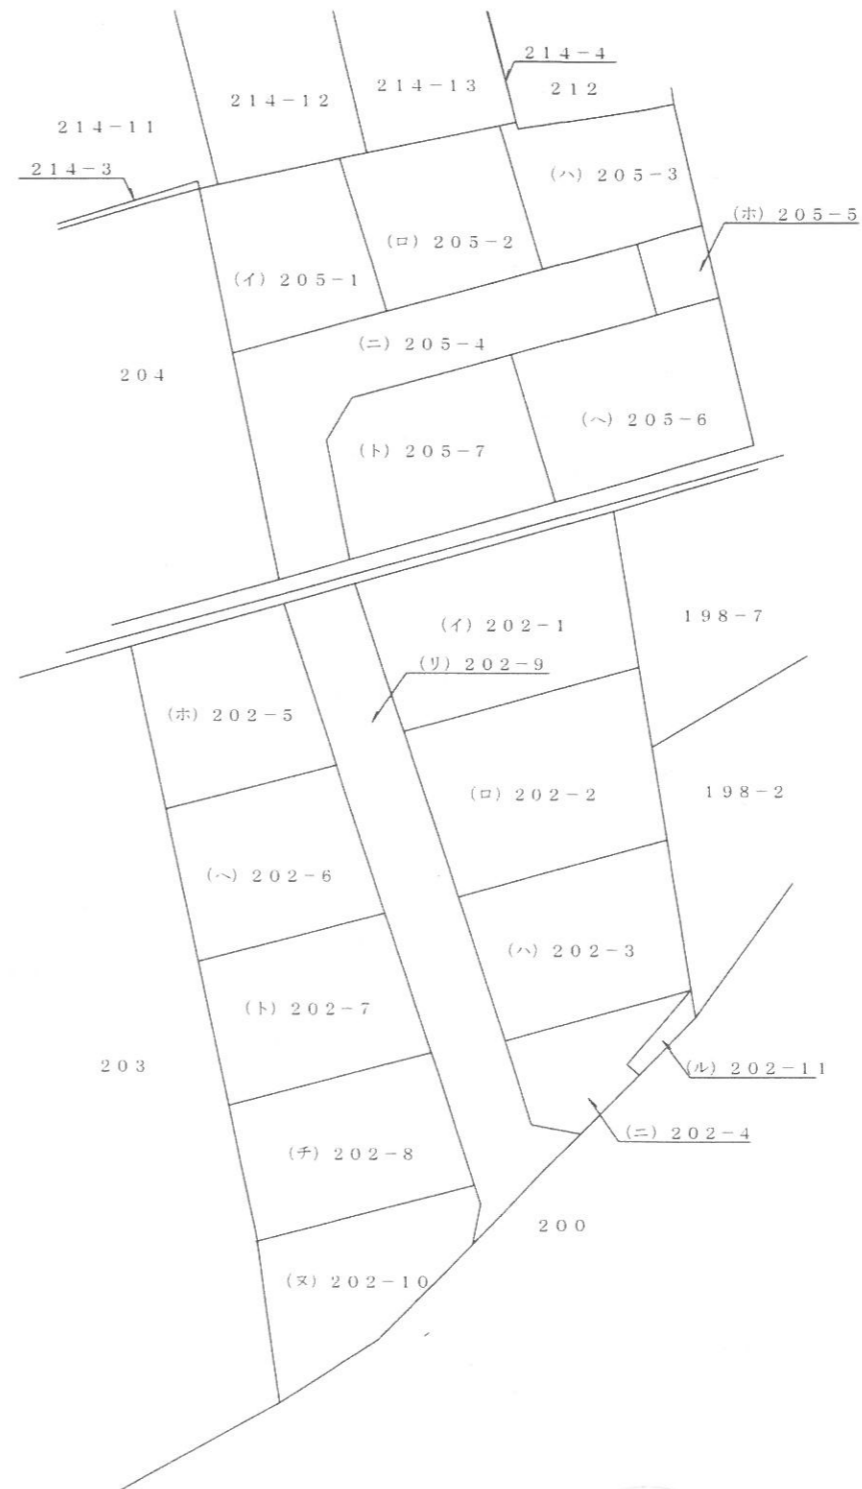 214-4
214-13
212
214-12
214-11
214-3
(ハ) 205-3
(ホ) 205-5
(ロ) 205-2
(イ) 205-1
(ニ) 205-4
204
(ヘ) 205-6
(ト) 205-7
(イ) 202-1
198-7
(リ) 202-9
(ホ) 202-5
(ロ) 202-2
198-2
(ヘ) 202-6
(ハ) 202-3
(ト) 202-7
203
(ル) 202-11
(ニ) 202-4
(チ) 202-8
200
(ヌ) 202-10